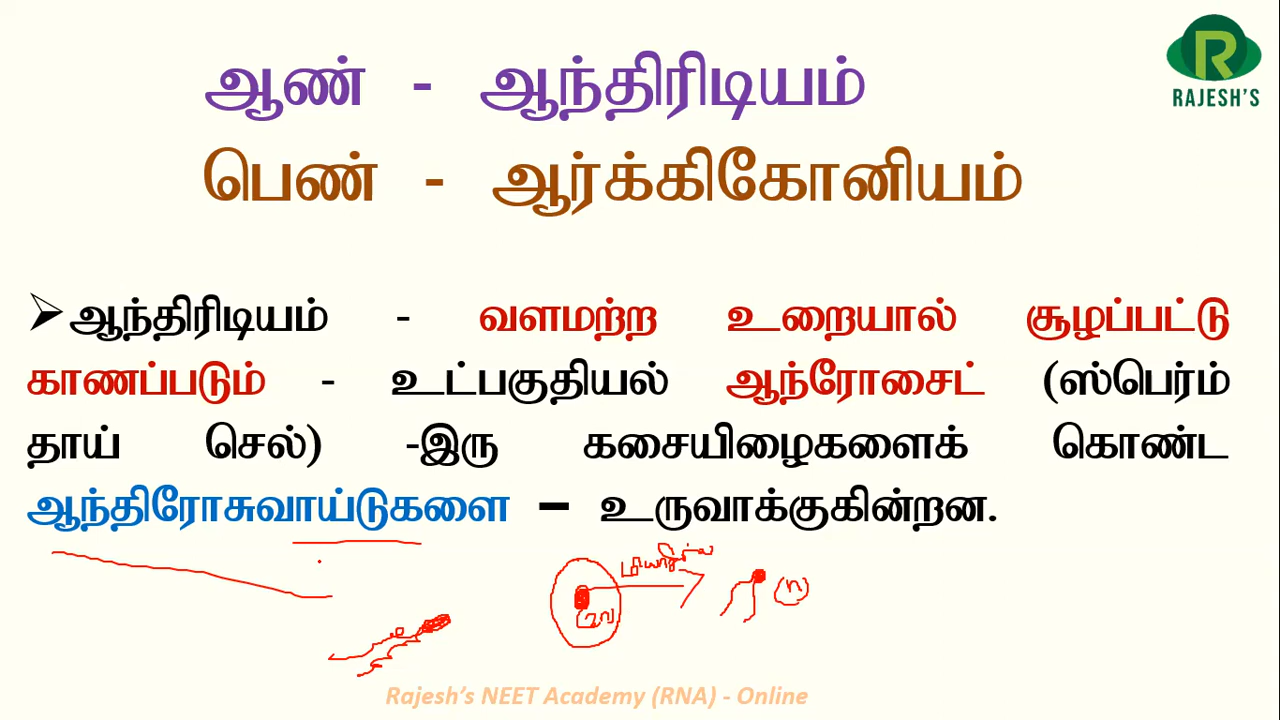 ஆண் - ஆந்திரிடியம்
R
RAJESH'S
பெண் - ஆர்க்கிகோனியம்
➤ஆந்திரிடியம் - வளமற்ற உறையால் சூழப்பட்டு
காணப்படும் - உட்பகுதியல் ஆந்ரோசைட் (ஸ்பெர்ம்
தாய் செல்) -இரு கசையிழைகளைக் கொண்ட
ஆந்திரோசுவாய்டுகளை – உருவாக்குகின்றன.
n
Rajesh's NEET Academy (RNA) - Online